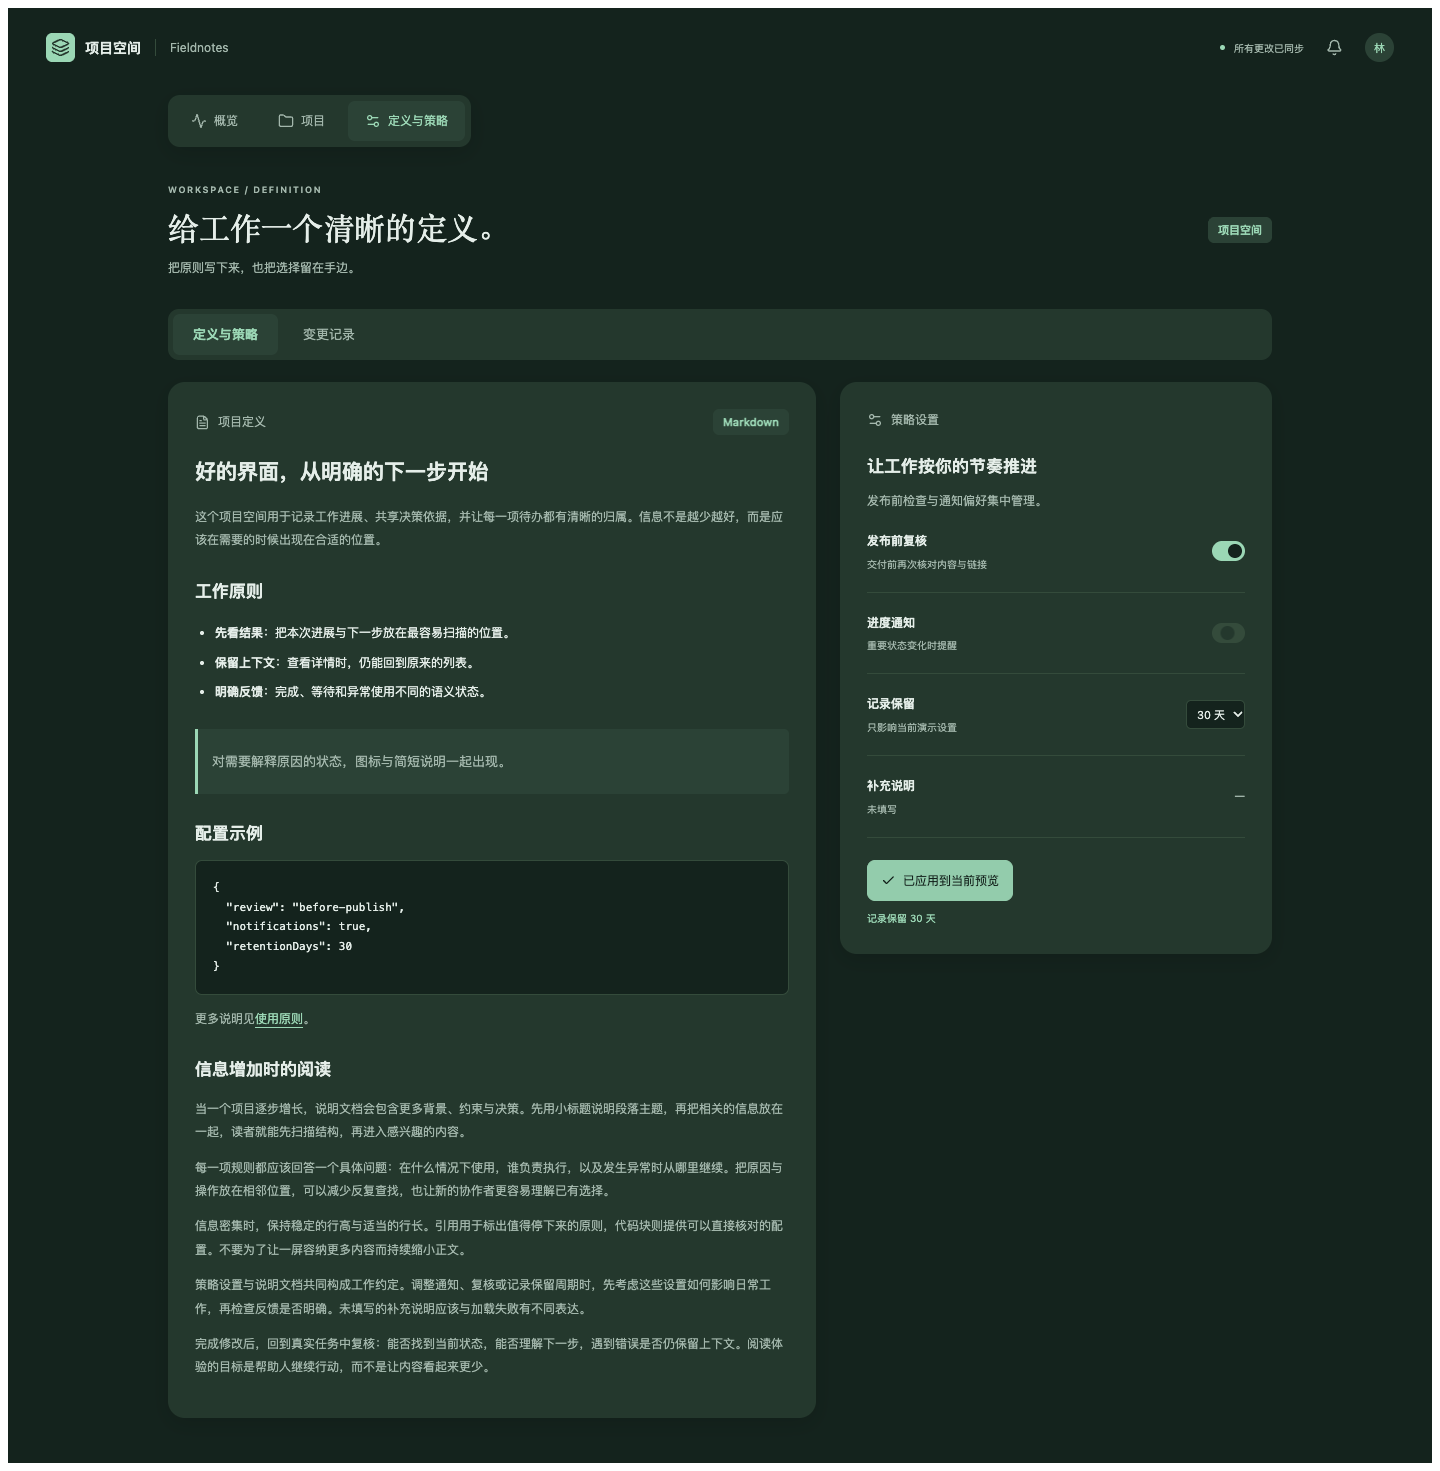 项目空间
Fieldnotes
所有更改已同步
林
概览
项目
定义与策略
WORKSPACE / DEFINITION
给工作一个清晰的定义。
项目空间
把原则写下来，也把选择留在手边。
定义与策略
变更记录
项目定义
Markdown
好的界面，从明确的下一步开始
这个项目空间用于记录工作进展、共享决策依据，并让每一项待办都有清晰的归属。信息不是越少越好，而是应
该在需要的时候出现在合适的位置。
工作原则
• 先看结果：把本次进展与下一步放在最容易扫描的位置。
• 保留上下文：查看详情时，仍能回到原来的列表。
• 明确反馈：完成、等待和异常使用不同的语义状态。
对需要解释原因的状态，图标与简短说明一起出现。
配置示例
{
  "review": "before-publish",
  "notifications": true,
  "retentionDays": 30
}
更多说明见使用原则。
信息增加时的阅读
当一个项目逐步增长，说明文档会包含更多背景、约束与决策。先用小标题说明段落主题，再把相关的信息放在
一起，读者就能先扫描结构，再进入感兴趣的内容。
每一项规则都应该回答一个具体问题：在什么情况下使用，谁负责执行，以及发生异常时从哪里继续。把原因与
操作放在相邻位置，可以减少反复查找，也让新的协作者更容易理解已有选择。
信息密集时，保持稳定的行高与适当的行长。引用用于标出值得停下来的原则，代码块则提供可以直接核对的配
置。不要为了让一屏容纳更多内容而持续缩小正文。
策略设置与说明文档共同构成工作约定。调整通知、复核或记录保留周期时，先考虑这些设置如何影响日常工
作，再检查反馈是否明确。未填写的补充说明应该与加载失败有不同表达。
完成修改后，回到真实任务中复核：能否找到当前状态，能否理解下一步，遇到错误是否仍保留上下文。阅读体
验的目标是帮助人继续行动，而不是让内容看起来更少。
策略设置
让工作按你的节奏推进
发布前检查与通知偏好集中管理。
发布前复核
交付前再次核对内容与链接
进度通知
重要状态变化时提醒
记录保留
只影响当前演示设置
30 天
补充说明
未填写
—
已应用到当前预览
记录保留 30 天